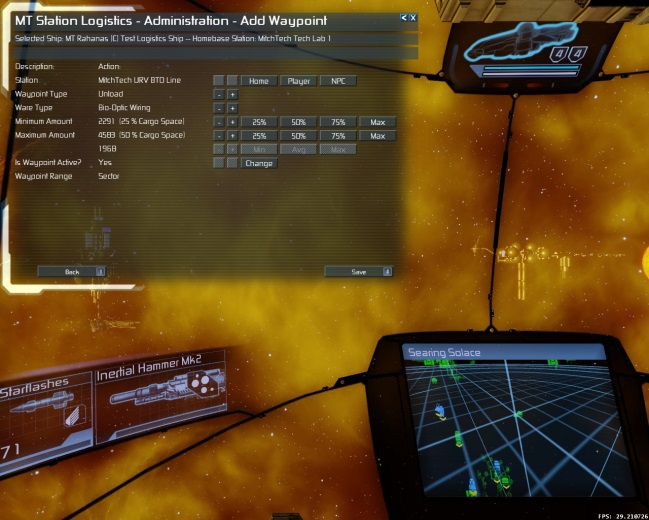 MT Station Logistics - Administration - Add Waypoint
Selected Ship: MT Rahanas (C) Test Logistics Ship -- Homebase Station: MitchTech Tech Lab 1
Description: Action:
Station MitchTech URV BTO Line Home Player NPC
Waypoint Type Unload - +
Ware Type Bio-Optic Wiring - +
Minimum Amount 2291 (25 % Cargo Space) - + 25% 50% 75% Max
Maximum Amount 4583 (50 % Cargo Space) - + 25% 50% 75% Max
1968 - + Min Avg Max
Is Waypoint Active? Yes Change
Waypoint Range Sector
Back Save
4 4
Searing Solace
Starflashes
Inertial Hammer Mk2
71
FPS: 29.210726